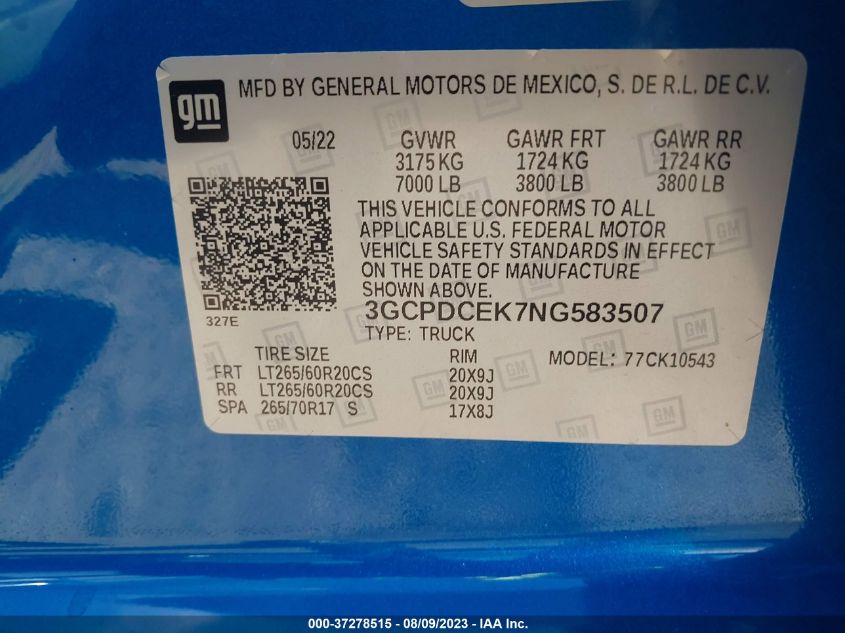 gm
MFD BY GENERAL MOTORS DE MEXICO, S. DE R.L. DE C.V.
05/22 GVWR GAWR FRT GAWR RR
3175 KG 1724 KG 1724 KG
7000 LB 3800 LB 3800 LB
THIS VEHICLE CONFORMS TO ALL
APPLICABLE U.S. FEDERAL MOTOR
VEHICLE SAFETY STANDARDS IN EFFECT
ON THE DATE OF MANUFACTURE
SHOWN ABOVE.
327E
3GCPDCEK7NG583507
TYPE: TRUCK
TIRE SIZE RIM MODEL: 77CK10543
FRT LT265/60R20CS 20X9J
RR LT265/60R20CS 20X9J
SPA 265/70R17 S 17X8J
000-37278515 - 08/09/2023 - IAA Inc.